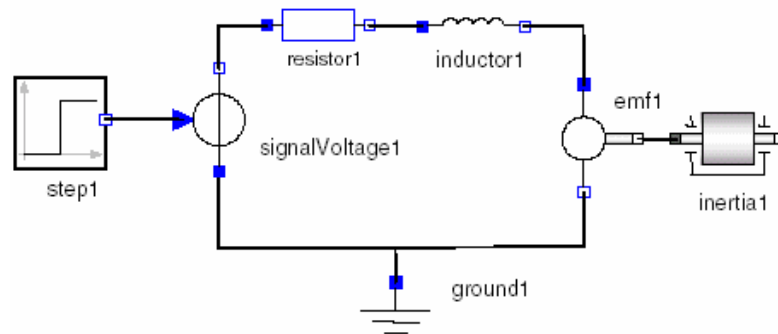 resistor1
inductor1
emf1
signalVoltage1
step1
inertia1
ground1